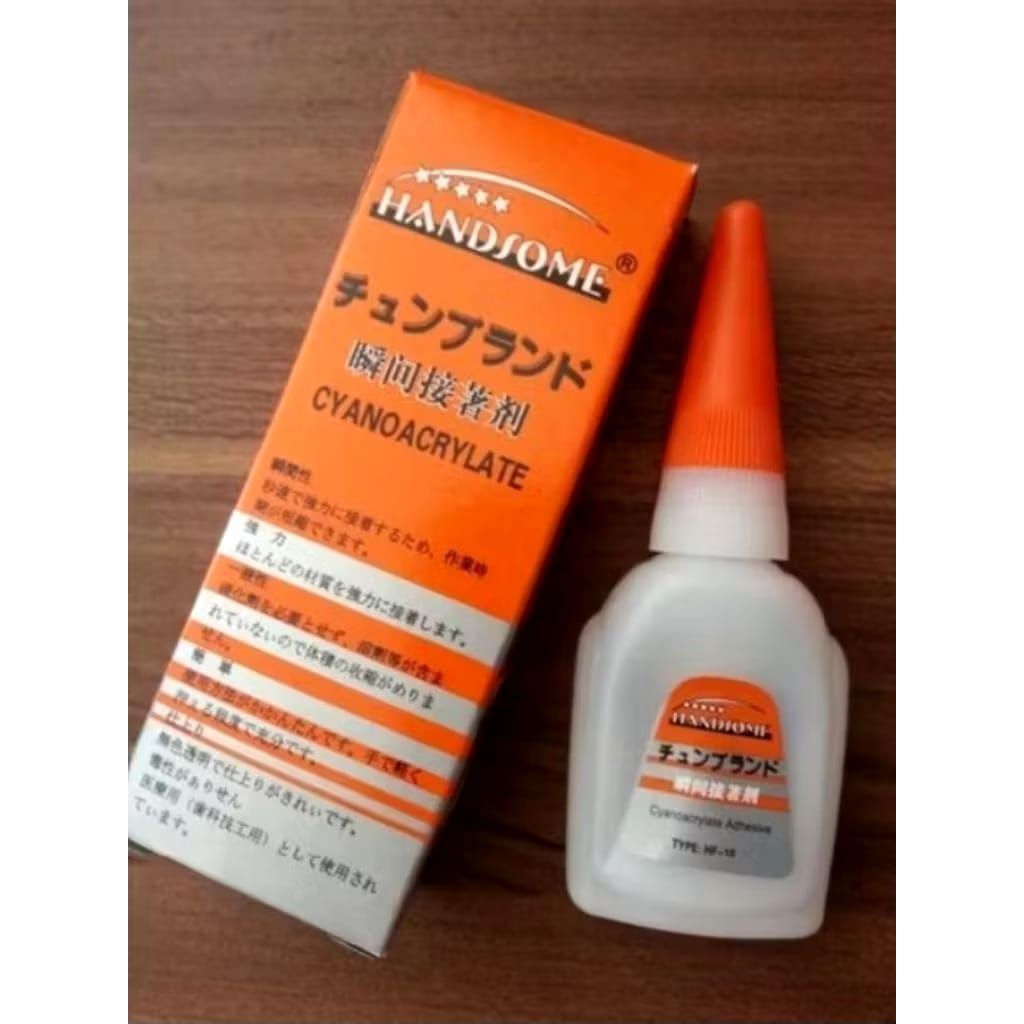 HANDSOME®
チュンブランド
瞬间接著剂
CYANOACRYLATE
瞬間性
秒速で強力に接着するため、作業時
間が短縮できます。
強 力
ほとんどの材質を強力に接着します。
一液性
硬化剤を必要とせず、溶剤等が含ま
れていないので体積の収縮がめりま
せん。
簡 単
使用方法がかかんたんです。手で軽く
抑える程度で充分です。
仕上り
無色透明で仕上りがきれぃです。
毒性がありせん
医療用(歯科技工用)として使用され
ています。
HANDSOME
チュンブランド
瞬间接著剂
Cyanoacrylate Adhesive
TYPE: HF-18